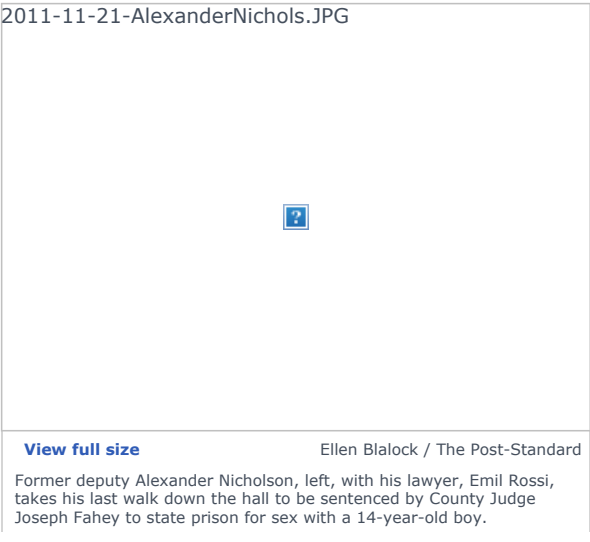 2011-11-21-AlexanderNichols.JPG
?
View full size
Ellen Blalock / The Post-Standard
Former deputy Alexander Nicholson, left, with his lawyer, Emil Rossi,
takes his last walk down the hall to be sentenced by County Judge
Joseph Fahey to state prison for sex with a 14-year-old boy.